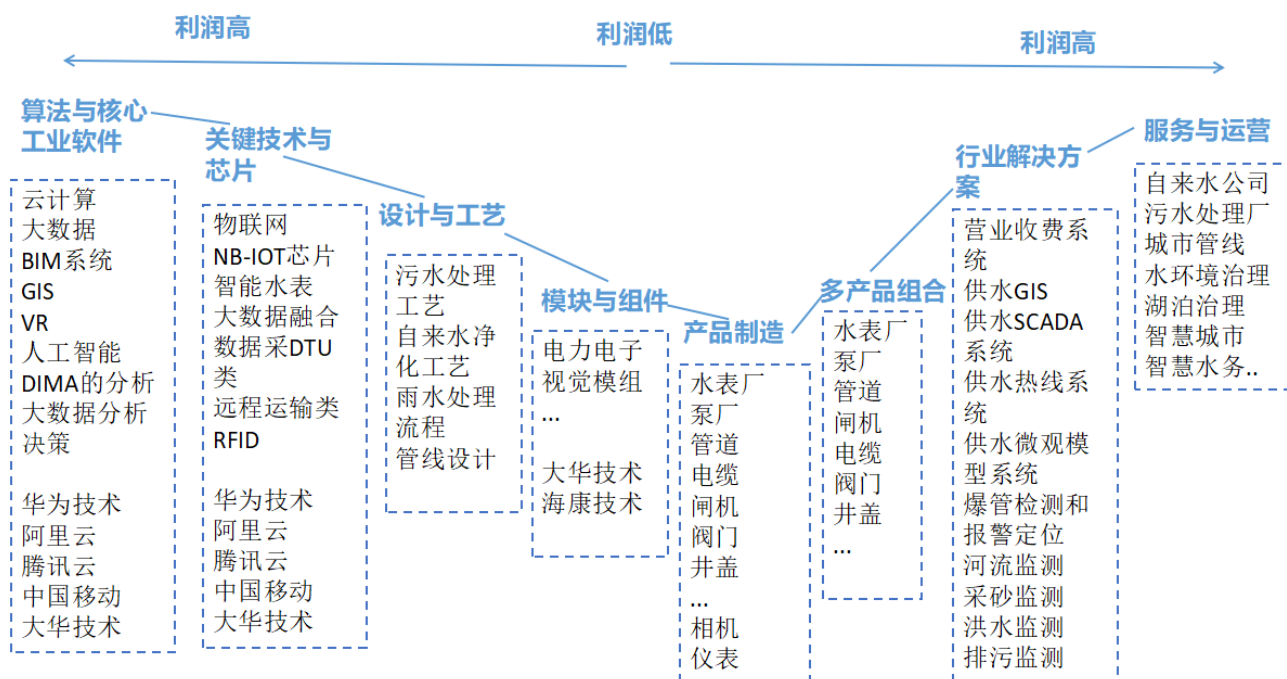 利润高
利润低
利润高
算法与核心
工业软件
云计算
大数据
BIM系统
GIS
VR
人工智能
DIMA的分析
大数据分析
决策
华为技术
阿里云
腾讯云
中国移动
大华技术
关键技术与
芯片
物联网
NB-IOT芯片
智能水表
大数据融合
数据采DTU
类
远程运输类
RFID
华为技术
阿里云
腾讯云
中国移动
大华技术
设计与工艺
污水处理
工艺
自来水净
化工艺
雨水处理
流程
管线设计
模块与组件
电力电子
视觉模组
...
大华技术
海康技术
产品制造
水表厂
泵厂
管道
电缆
闸机
阀门
井盖
...
相机
仪表
多产品组合
水表厂
泵厂
管道
闸机
电缆
阀门
井盖
...
行业解决方
案
营业收费系
统
供水GIS
供水SCADA
系统
供水热线系
统
供水微观模
型系统
爆管检测和
报警定位
河流监测
采砂监测
洪水监测
排污监测
服务与运营
自来水公司
污水处理厂
城市管线
水环境治理
湖泊治理
智慧城市
智慧水务..